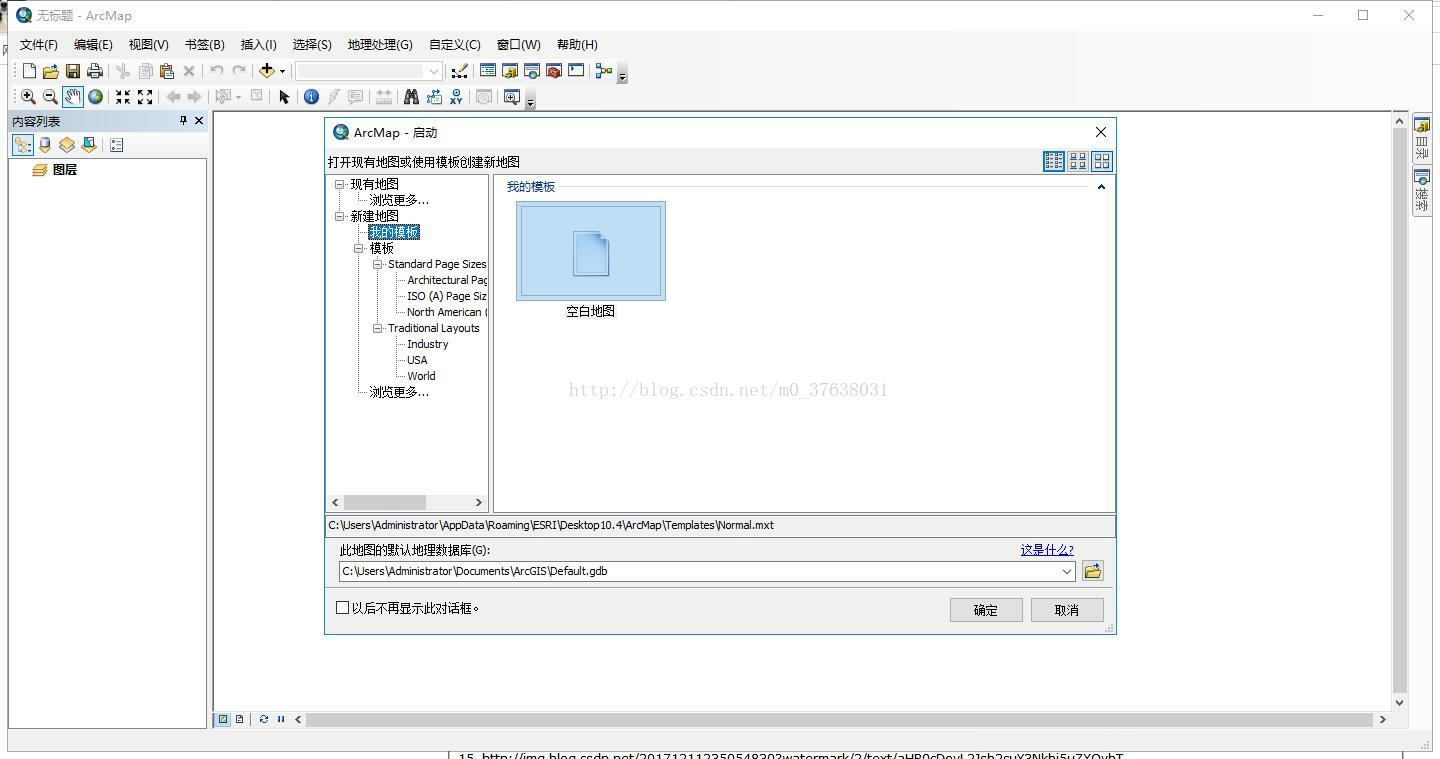 无标题 - ArcMap
文件(F) 编辑(E) 视图(V) 书签(B) 插入(I) 选择(S) 地理处理(G) 自定义(C) 窗口(W) 帮助(H)
内容列表
图层
ArcMap - 启动
打开现有地图或使用模板创建新地图
现有地图
浏览更多...
新建地图
我的模板
模板
Standard Page Sizes
Architectural Pag
ISO (A) Page Siz
North American (
Traditional Layouts
Industry
USA
World
浏览更多...
我的模板
空白地图
http://blog.csdn.net/m0_37638031
C:\Users\Administrator\AppData\Roaming\ESRI\Desktop10.4\ArcMap\Templates\Normal.mxt
此地图的默认地理数据库(G):
这是什么?
C:\Users\Administrator\Documents\ArcGIS\Default.gdb
以后不再显示此对话框。
确定
取消
目录
搜索